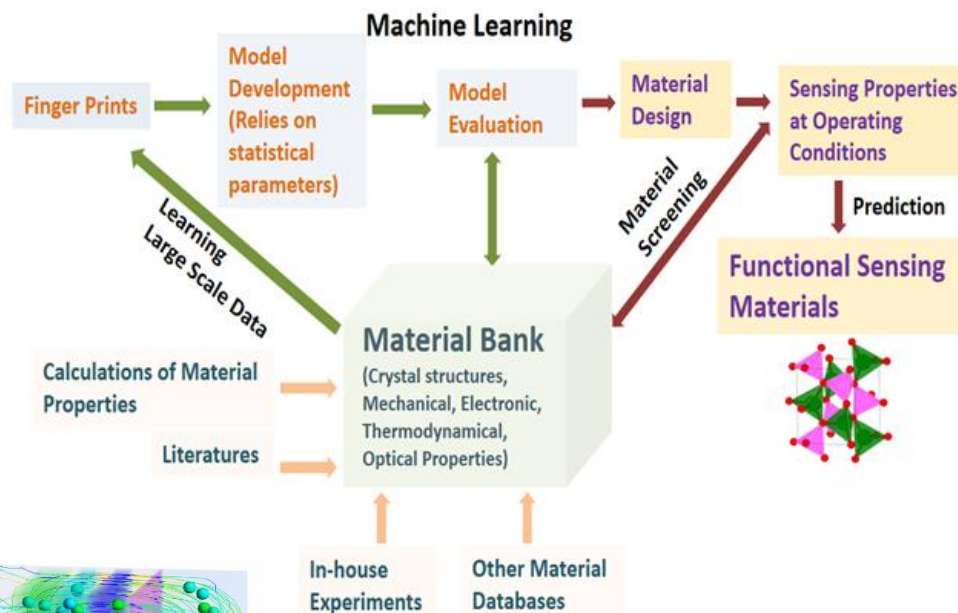 Machine Learning
Finger Prints
Model
Development
(Relies on
statistical
parameters)
Model
Evaluation
Material
Design
Sensing Properties
at Operating
Conditions
Learning
Large Scale Data
Material
Screening
Prediction
Functional Sensing
Materials
Material Bank
(Crystal structures,
Mechanical, Electronic,
Thermodynamical,
Optical Properties)
Calculations of Material
Properties
Literatures
In-house
Experiments
Other Material
Databases